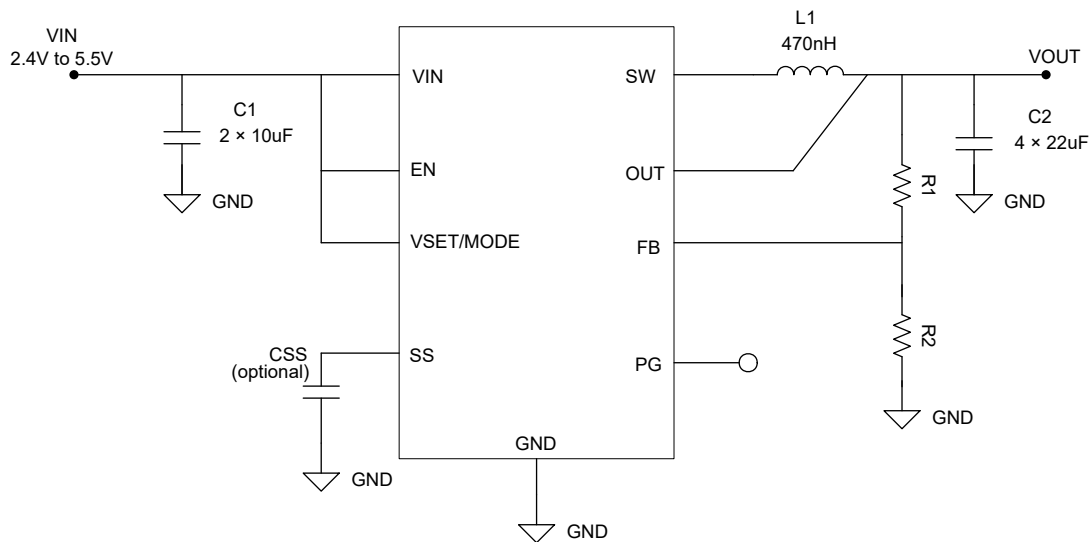 L1
470nH
VIN
2.4V to 5.5V
VOUT
VIN
SW
C1
2 × 10uF
C2
4 × 22uF
EN
OUT
R1
GND
GND
VSET/MODE
FB
R2
CSS
(optional)
SS
PG
GND
GND
GND
GND